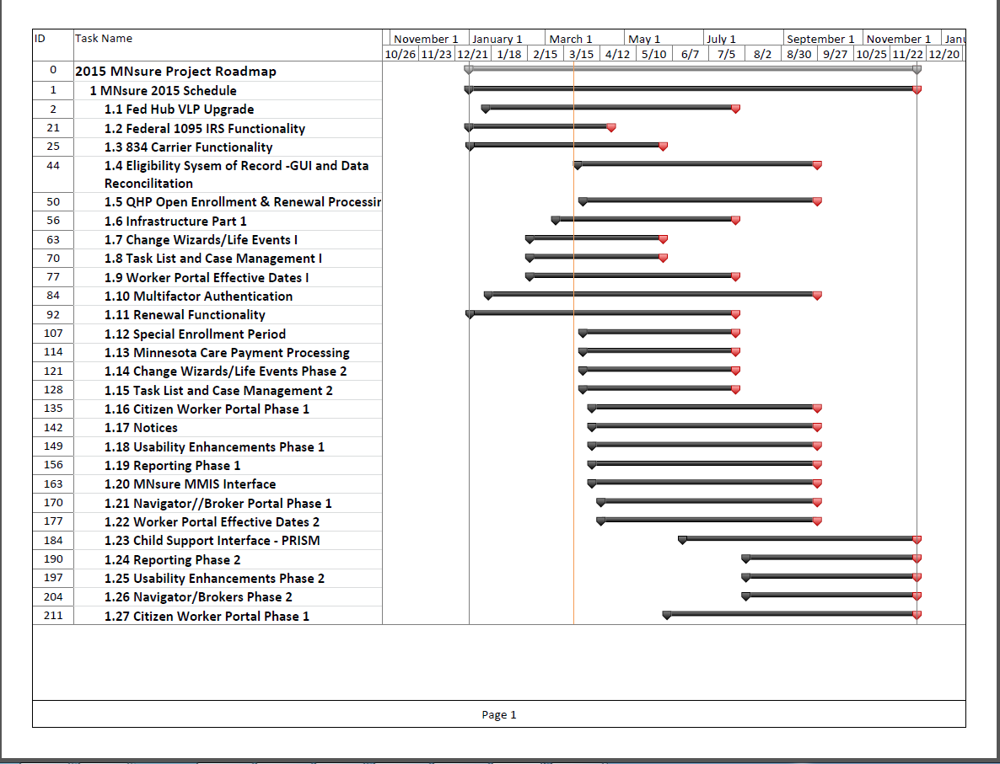 ID Task Name November 1 January 1 March 1 May 1 July 1 September 1 November 1 Janu
10/26 11/23 12/21 1/18 2/15 3/15 4/12 5/10 6/7 7/5 8/2 8/30 9/27 10/25 11/22 12/20
0 2015 MNsure Project Roadmap
1 1 MNsure 2015 Schedule
2 1.1 Fed Hub VLP Upgrade
21 1.2 Federal 1095 IRS Functionality
25 1.3 834 Carrier Functionality
44 1.4 Eligibility Sysem of Record -GUI and Data
Reconcilitation
50 1.5 QHP Open Enrollment & Renewal Processin
56 1.6 Infrastructure Part 1
63 1.7 Change Wizards/Life Events I
70 1.8 Task List and Case Management I
77 1.9 Worker Portal Effective Dates I
84 1.10 Multifactor Authentication
92 1.11 Renewal Functionality
107 1.12 Special Enrollment Period
114 1.13 Minnesota Care Payment Processing
121 1.14 Change Wizards/Life Events Phase 2
128 1.15 Task List and Case Management 2
135 1.16 Citizen Worker Portal Phase 1
142 1.17 Notices
149 1.18 Usability Enhancements Phase 1
156 1.19 Reporting Phase 1
163 1.20 MNsure MMIS Interface
170 1.21 Navigator//Broker Portal Phase 1
177 1.22 Worker Portal Effective Dates 2
184 1.23 Child Support Interface - PRISM
190 1.24 Reporting Phase 2
197 1.25 Usability Enhancements Phase 2
204 1.26 Navigator/Brokers Phase 2
211 1.27 Citizen Worker Portal Phase 1
Page 1